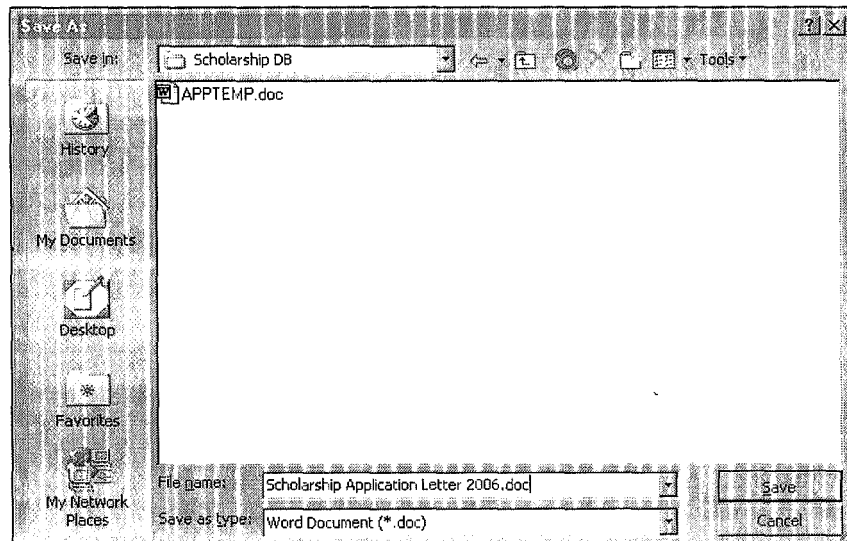 Save As
Save in:
Scholarship DB
Tools
APPTEMP.doc
History
My Documents
Desktop
Favorites
My Network
Places
File name:
Scholarship Application Letter 2006.doc
Save
Save as type:
Word Document (*.doc)
Cancel